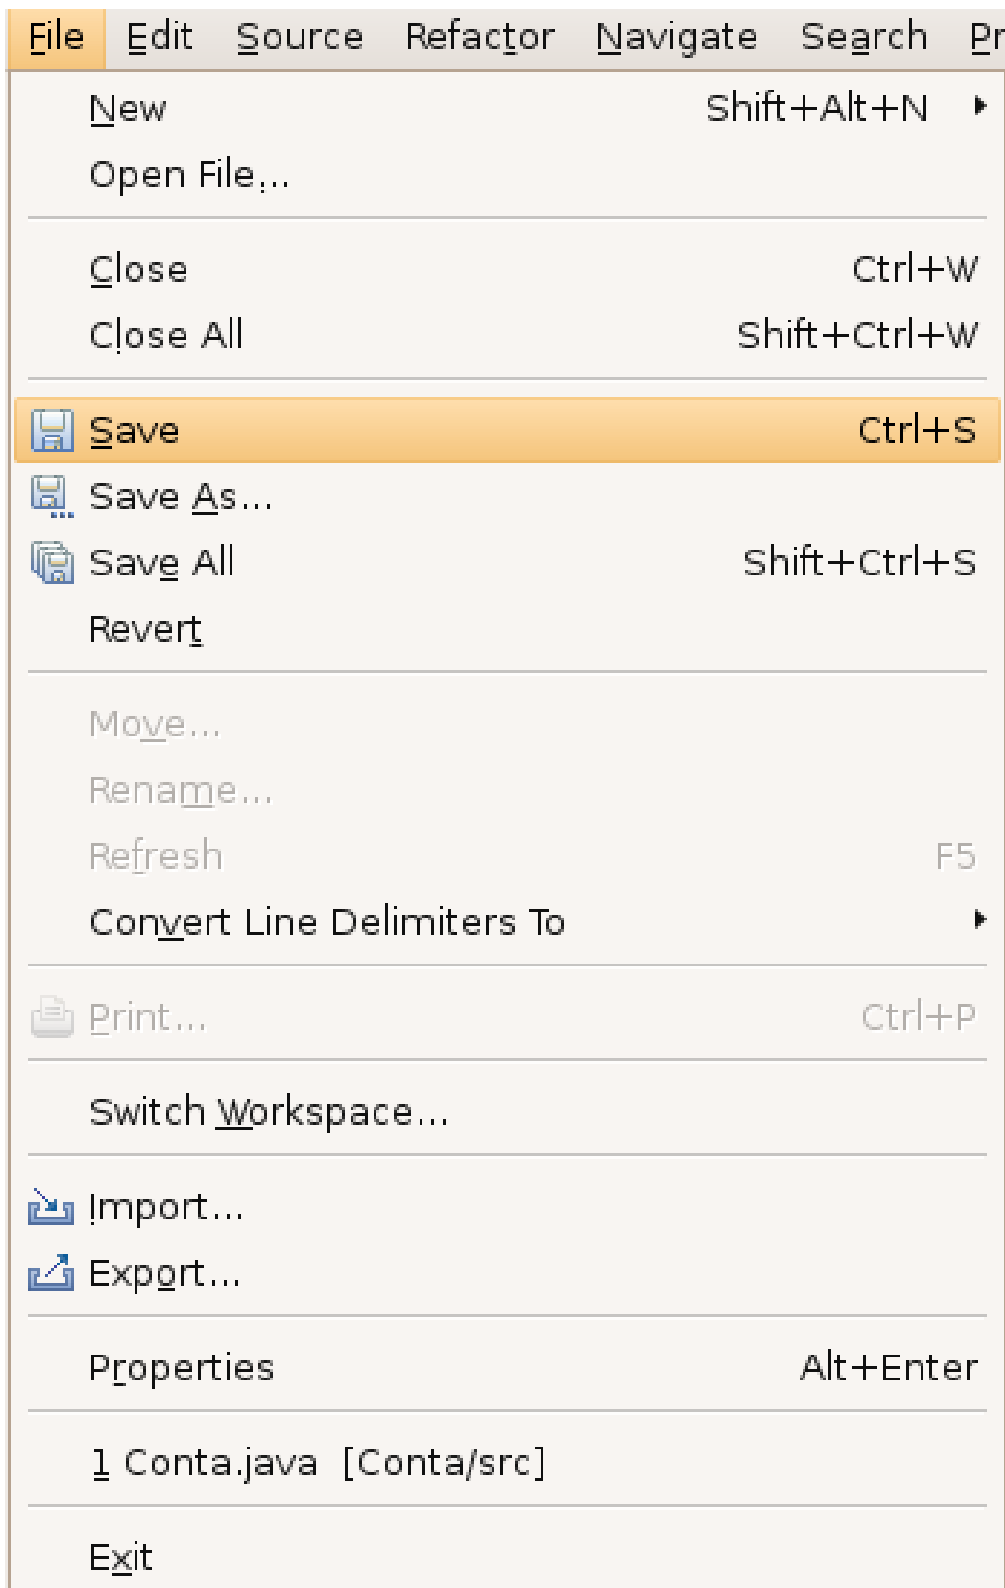 File Edit Source Refactor Navigate Search Pr
New Shift+Alt+N
Open File...
Close Ctrl+W
Close All Shift+Ctrl+W
Save Ctrl+S
Save As...
Save All Shift+Ctrl+S
Revert
Move...
Rename...
Refresh F5
Convert Line Delimiters To
Print... Ctrl+P
Switch Workspace...
Import...
Export...
Properties Alt+Enter
1 Conta.java [Conta/src]
Exit